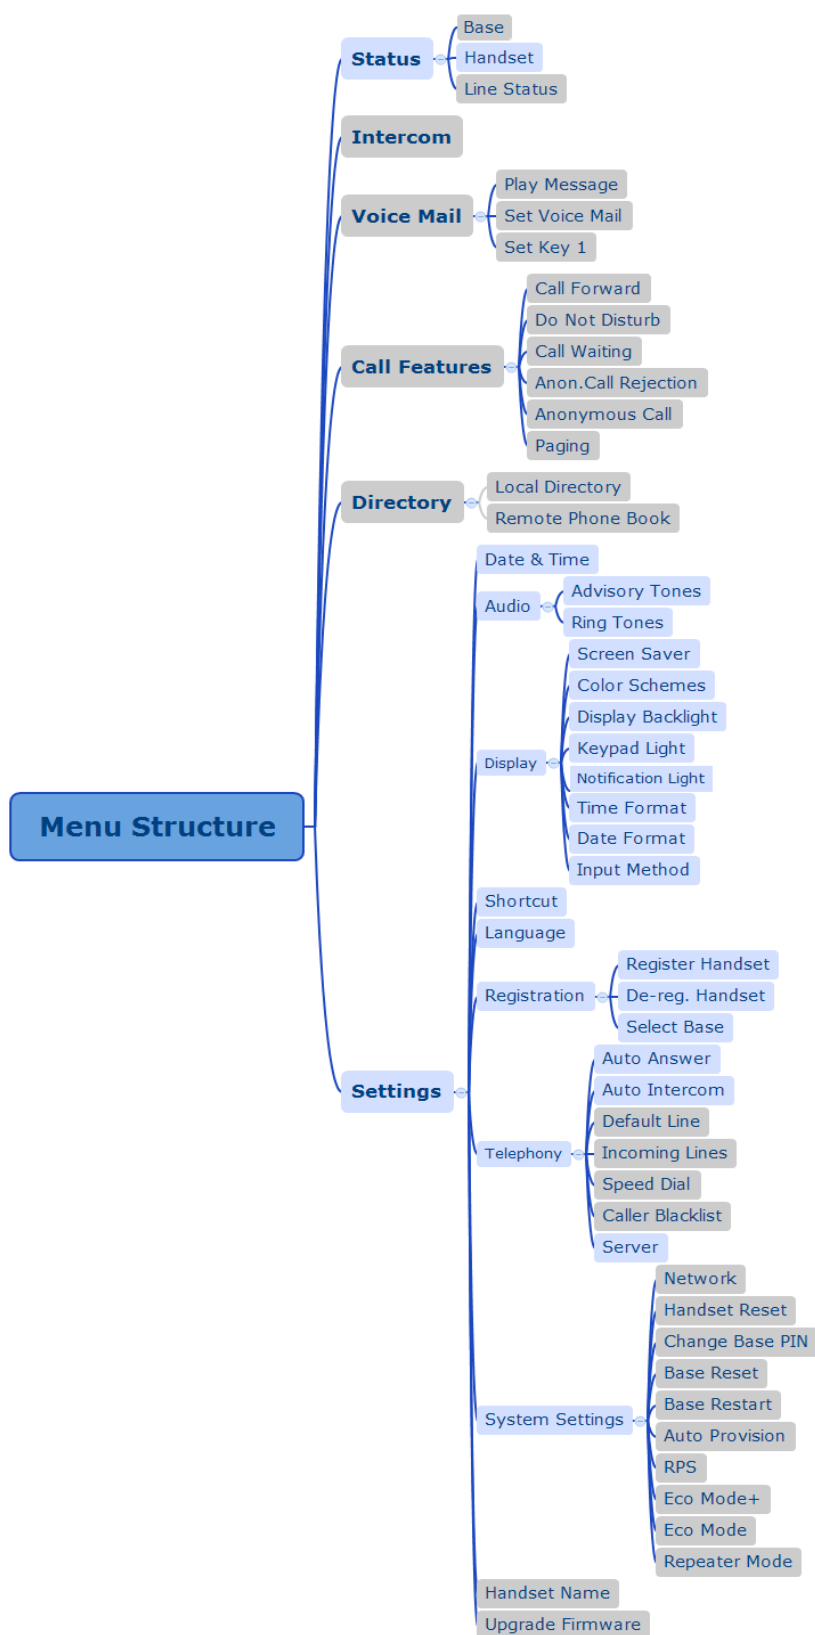 Menu Structure
Status
Base
Handset
Line Status
Intercom
Voice Mail
Play Message
Set Voice Mail
Set Key 1
Call Features
Call Forward
Do Not Disturb
Call Waiting
Anon.Call Rejection
Anonymous Call
Paging
Directory
Local Directory
Remote Phone Book
Settings
Date & Time
Audio
Advisory Tones
Ring Tones
Display
Screen Saver
Color Schemes
Display Backlight
Keypad Light
Notification Light
Time Format
Date Format
Input Method
Shortcut
Language
Registration
Register Handset
De-reg. Handset
Select Base
Telephony
Auto Answer
Auto Intercom
Default Line
Incoming Lines
Speed Dial
Caller Blacklist
Server
System Settings
Network
Handset Reset
Change Base PIN
Base Reset
Base Restart
Auto Provision
RPS
Eco Mode+
Eco Mode
Repeater Mode
Handset Name
Upgrade Firmware